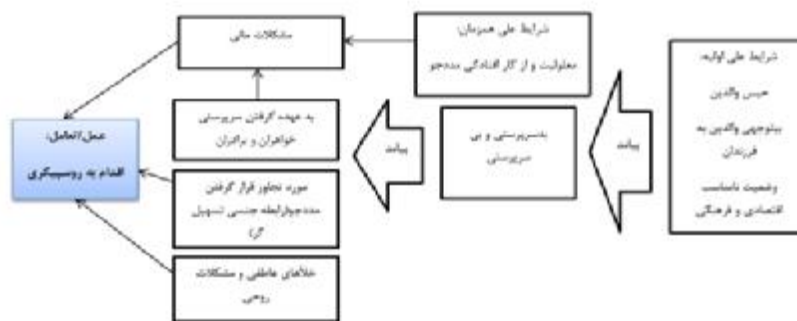 شرایط علی اولیه:
حبس والدین
بیتوجهی والدین به
فرزندان
وضعیت نامناسب
اقتصادی و فرهنگی
پیامد
شرایط علی همزمان:
معلولیت و از کار افتادگی مددجو
بدسرپرستی و بی
سرپرستی
پیامد
مشکلات مالی
به عهده گرفتن سرپرستی
خواهران و برادران
مورد تجاوز قرار گرفتن
مددجو(رابطه جنسی تسهیل
گر)
خلأهای عاطفی و مشکلات
روحی
عمل/تعامل:
اقدام به روسپیگری